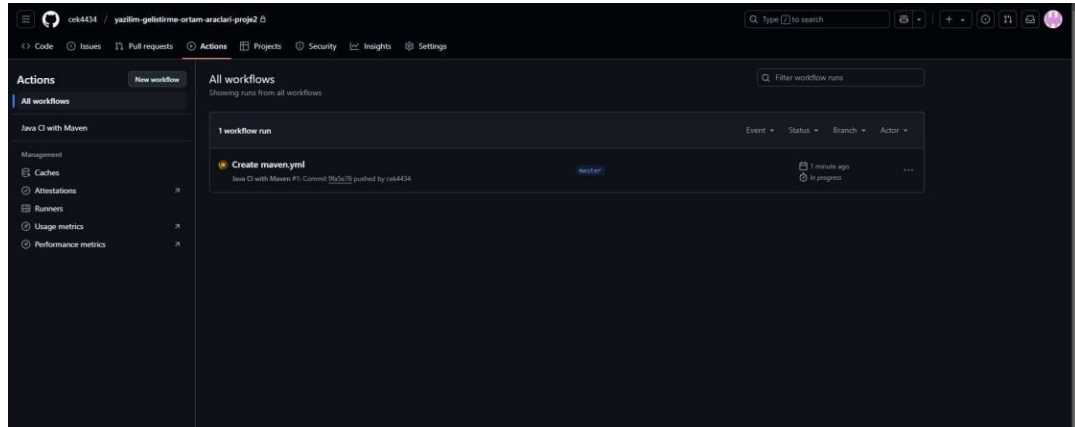 cek4434 / yazilim-gelistirme-ortam-araclari-proje2
Type / to search
Code Issues Pull requests Actions Projects Security Insights Settings
Actions
New workflow
All workflows
Java CI with Maven
Management
Caches
Attestations
Runners
Usage metrics
Performance metrics
All workflows
Showing runs from all workflows
Filter workflow runs
1 workflow run
Event Status Branch Actor
Create maven.yml
Java CI with Maven #1: Commit 9fa5e76 pushed by cek4434
master
1 minute ago
In progress